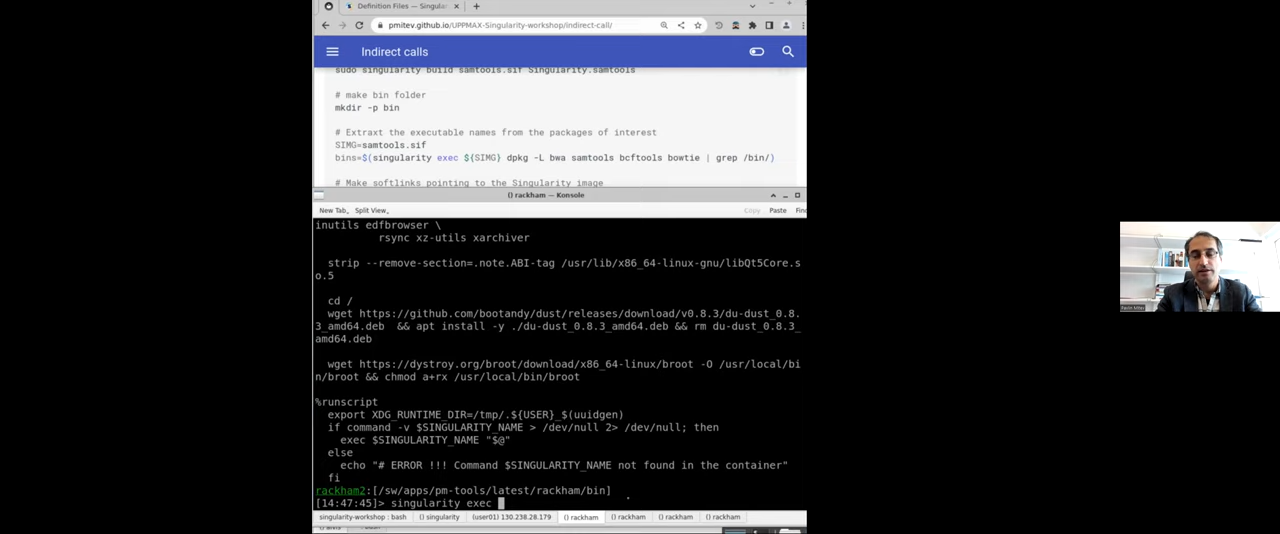 Definition Files — Singular
pmitev.github.io/UPPMAX-Singularity-workshop/Indirect-call/
Indirect calls
sudo singularity build samtools.sif Singularity.samtools
# make bin folder
mkdir -p bin
# Extraxt the executable names from the packages of interest
SIMG=samtools.sif
bins=$(singularity exec ${SIMG} dpkg -L bwa samtools bcftools bowtie | grep /bin/)
# Make softlinks pointing to the Singularity image
() rackham — Konsole
New Tab Split View Copy Paste Find
inutils edfbrowser \
rsync xz-utils xarchiver
strip --remove-section=.note.ABI-tag /usr/lib/x86_64-linux-gnu/libQt5Core.s
o.5
cd /
wget https://github.com/bootandy/dust/releases/download/v0.8.3/du-dust_0.8.
3_amd64.deb && apt install -y ./du-dust_0.8.3_amd64.deb && rm du-dust_0.8.3_
amd64.deb
wget https://dystroy.org/broot/download/x86_64-linux/broot -O /usr/local/bi
n/broot && chmod a+rx /usr/local/bin/broot
%runscript
export XDG_RUNTIME_DIR=/tmp/.${USER}_$(uuidgen)
if command -v $SINGULARITY_NAME > /dev/null 2> /dev/null; then
exec $SINGULARITY_NAME "$@"
else
echo "# ERROR !!! Command $SINGULARITY_NAME not found in the container"
fi
rackham2:[/sw/apps/pm-tools/latest/rackham/bin]
[14:47:45]> singularity exec
singularity-workshop : bash () singularity (user01) 130.238.28.179 () rackham () rackham () rackham () rackham